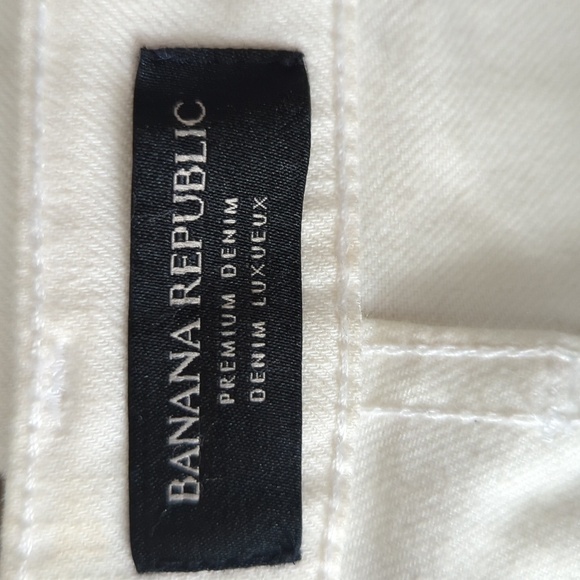 BANANA REPUBLIC
PREMIUM DENIM
DENIM LUXUEUX